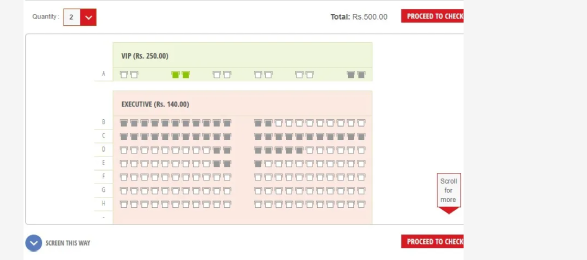 Quantity: 2
Total: Rs.500.00
PROCEED TO CHECK
VIP (Rs. 250.00)
A
EXECUTIVE (Rs. 140.00)
B
C
D
E
F
G
H
Scroll
for
more
SCREEN THIS WAY
PROCEED TO CHECK